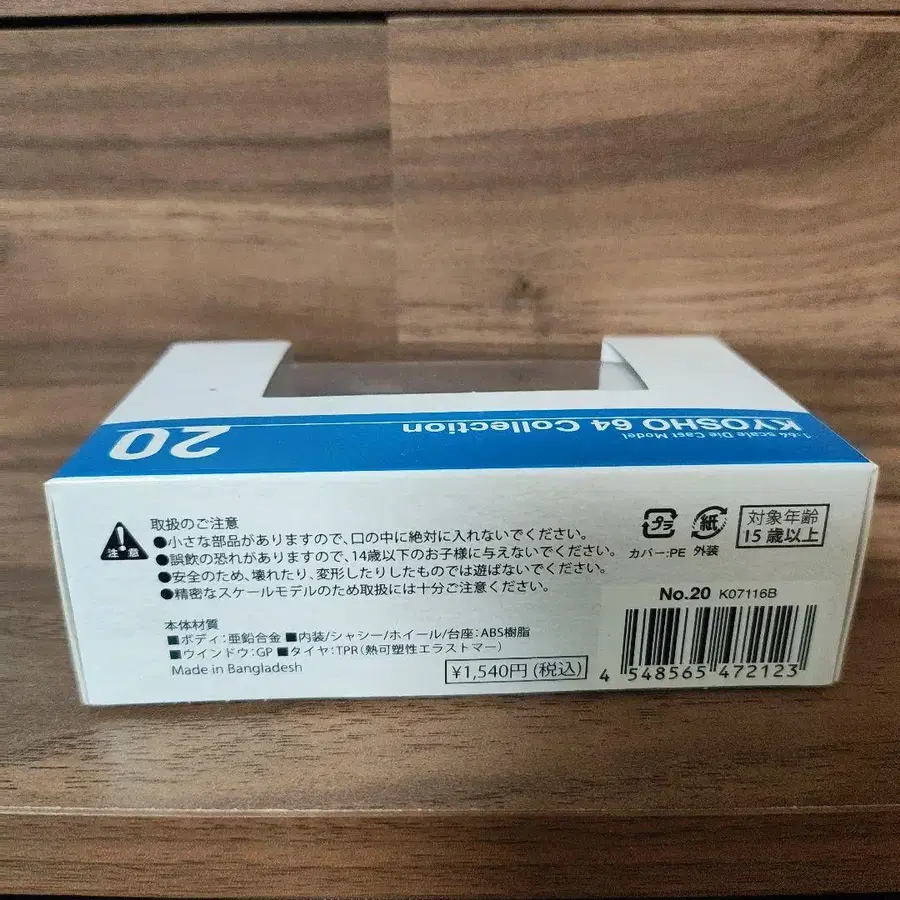 20
KYOSHO 64 Collection
1:64 scale Die Cast Model
注意
取扱のご注意
●小さな部品がありますので、口の中に絶対に入れないでください。
●誤飲の恐れがありますので、14歳以下のお子様に与えないでください。
●安全のため、壊れたり、変形したりしたものでは遊ばないでください。
●精密なスケールモデルのため取扱には十分ご注意ください。
本体材質
■ボディ:亜鉛合金 ■内装/シャシー/ホイール/台座:ABS樹脂
■ウインドウ:GP ■タイヤ:TPR(熱可塑性エラストマー)
Made in Bangladesh
¥1,540円(税込)
プラ
カバー:PE
紙
外装
対象年齢
15歳以上
No.20 K07116B
4 548565 472123